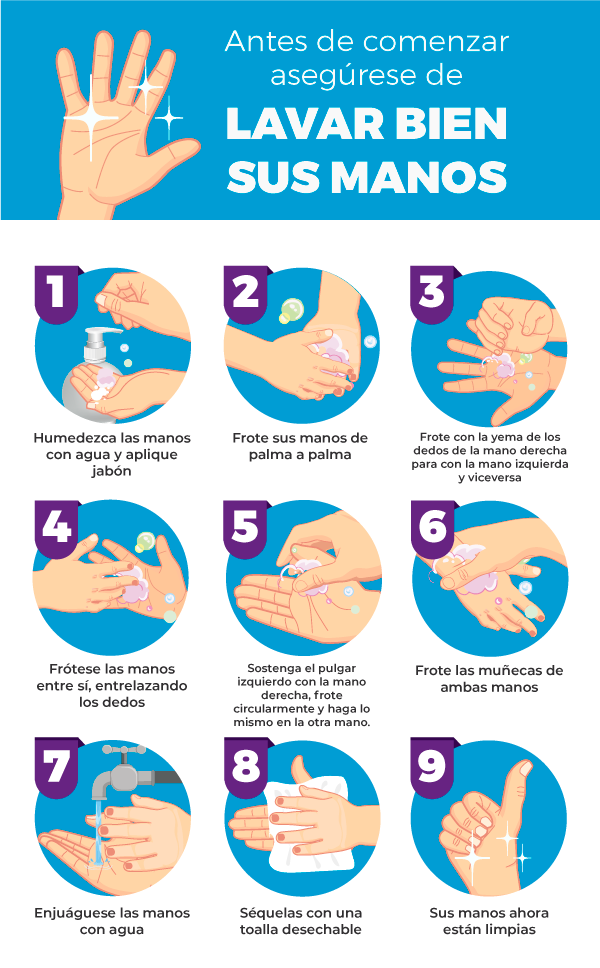 Antes de comenzar
asegúrese de
LAVAR BIEN
SUS MANOS
1
Humedezca las manos
con agua y aplique
jabón
2
Frote sus manos de
palma a palma
3
Frote con la yema de los
dedos de la mano derecha
para con la mano izquierda
y viceversa
4
Frótese las manos
entre sí, entrelazando
los dedos
5
Sostenga el pulgar
izquierdo con la mano
derecha, frote
circularmente y haga lo
mismo en la otra mano.
6
Frote las muñecas de
ambas manos
7
Enjuáguese las manos
con agua
8
Séquelas con una
toalla desechable
9
Sus manos ahora
están limpias